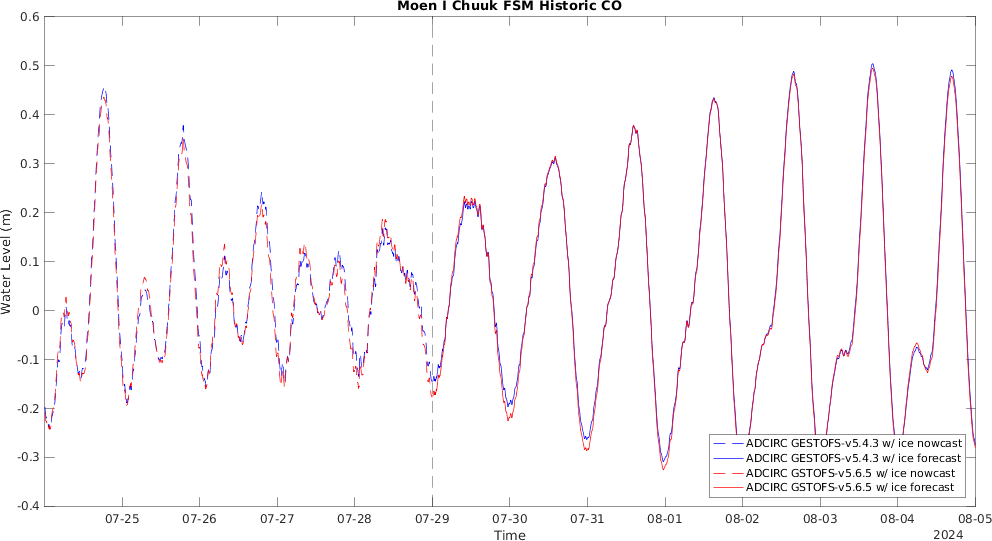 Moen I Chuuk FSM Historic CO
Water Level (m)
0.6
0.5
0.4
0.3
0.2
0.1
0
-0.1
-0.2
-0.3
-0.4
ADCIRC GESTOFS-v5.4.3 w/ ice nowcast
ADCIRC GESTOFS-v5.4.3 w/ ice forecast
ADCIRC GSTOFS-v5.6.5 w/ ice nowcast
ADCIRC GSTOFS-v5.6.5 w/ ice forecast
07-25 07-26 07-27 07-28 07-29 07-30 07-31 08-01 08-02 08-03 08-04 08-05
Time
2024